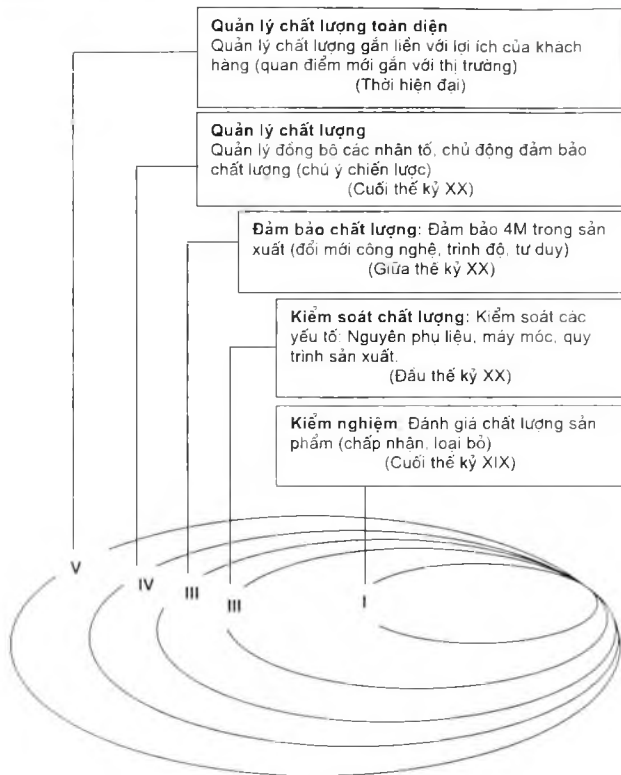 Quản lý chất lượng toàn diện
Quản lý chất lượng gắn liền với lợi ích của khách
hàng (quan điểm mới gắn với thị trường)
(Thời hiện đại)
Quản lý chất lượng
Quản lý đồng bộ các nhân tố, chủ động đảm bảo
chất lượng (chú ý chiến lược)
(Cuối thế kỷ XX)
Đảm bảo chất lượng: Đảm bảo 4M trong sản
xuất (đổi mới công nghệ, trình độ, tư duy)
(Giữa thế kỷ XX)
Kiểm soát chất lượng: Kiểm soát các
yếu tố: Nguyên phụ liệu, máy móc, quy
trình sản xuất.
(Đầu thế kỷ XX)
Kiểm nghiệm: Đánh giá chất lượng sản
phẩm (chấp nhận, loại bỏ)
(Cuối thế kỷ XIX)
V IV III III I